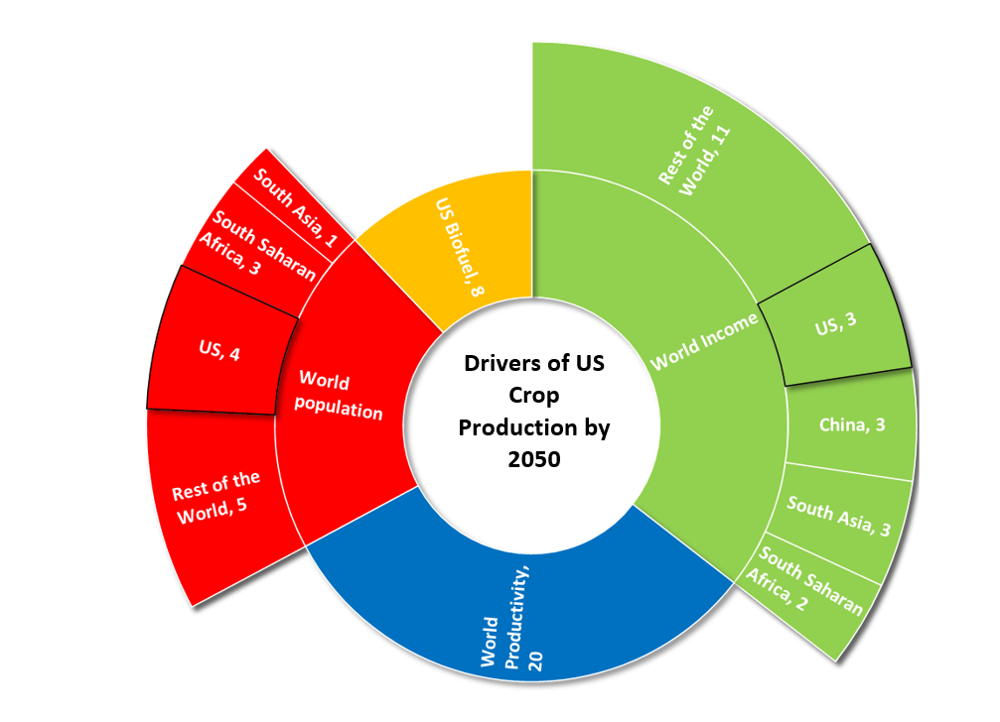 Drivers of US
Crop
Production by
2050
World Income
Rest of the
World, 11
US, 3
China, 3
South Asia, 3
South Saharan
Africa, 2
World
Productivity,
20
World
population
Rest of the
World, 5
US, 4
South Saharan
Africa, 3
South Asia, 1
US Biofuel, 8